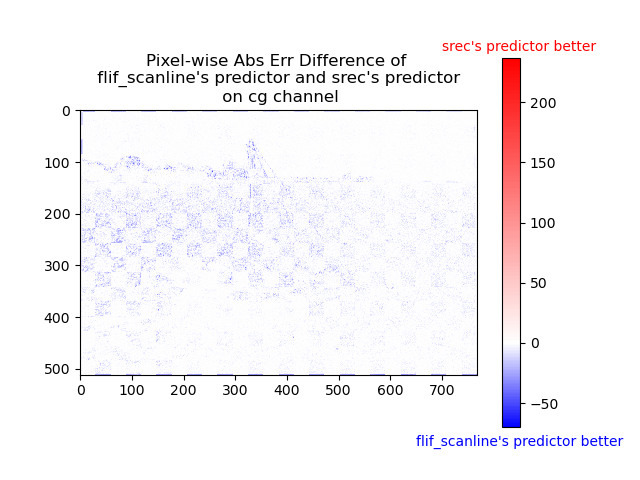 srec's predictor better
Pixel-wise Abs Err Difference of
flif_scanline's predictor and srec's predictor
on cg channel
0
100
200
300
400
500
0 100 200 300 400 500 600 700
200
150
100
50
0
−50
flif_scanline's predictor better